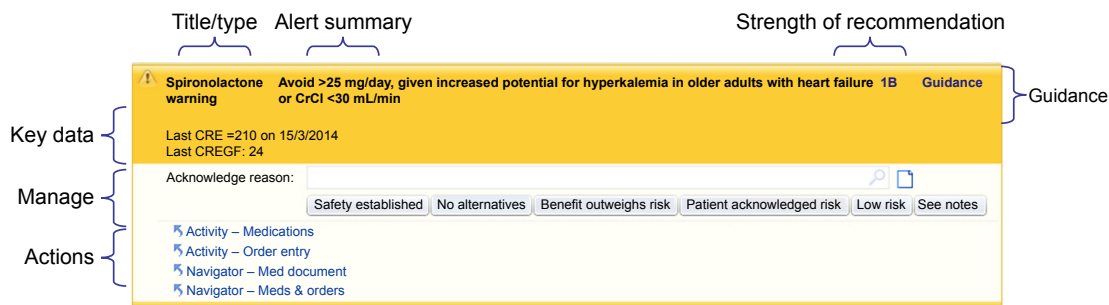 Title/type Alert summary Strength of recommendation
Spironolactone Avoid >25 mg/day, given increased potential for hyperkalemia in older adults with heart failure 1B Guidance
warning or CrCl <30 mL/min
Guidance
Key data
Last CRE =210 on 15/3/2014
Last CREGF: 24
Manage
Acknowledge reason:
Safety established No alternatives Benefit outweighs risk Patient acknowledged risk Low risk See notes
Actions
Activity – Medications
Activity – Order entry
Navigator – Med document
Navigator – Meds & orders